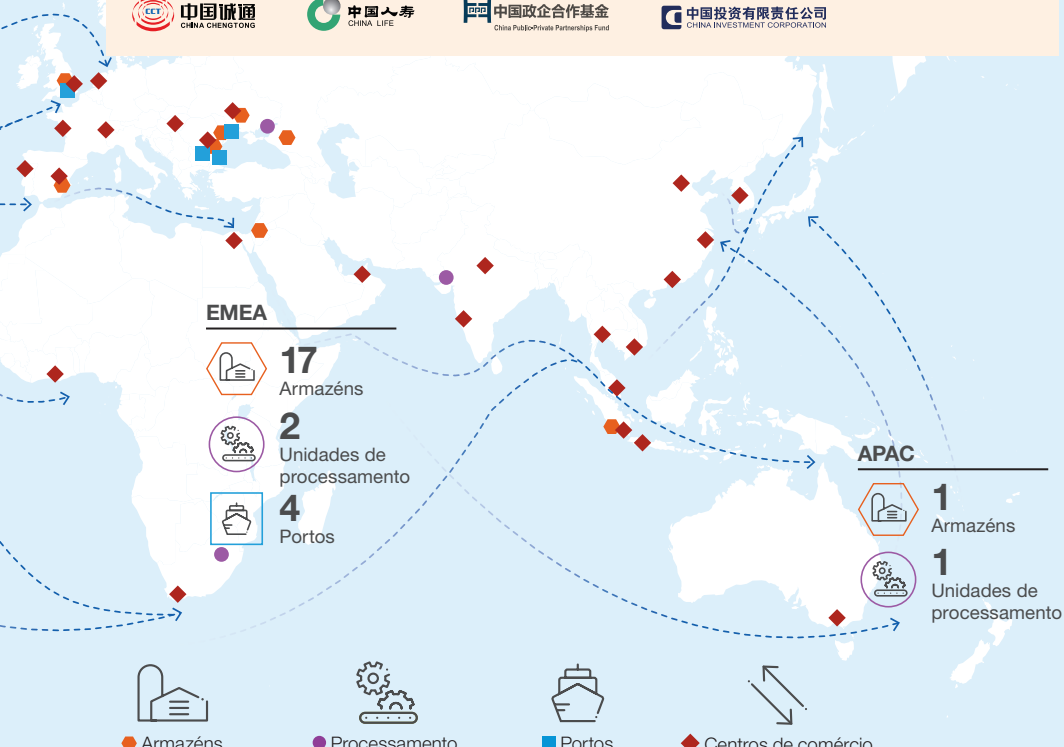 CCT 中国诚通
CHINA CHENGTONG
中国人寿
CHINA LIFE
中国政企合作基金
China Public•Private Partnerships Fund
中国投资有限责任公司
CHINA INVESTMENT CORPORATION
EMEA
17
Armazéns
2
Unidades de
processamento
4
Portos
APAC
1
Armazéns
1
Unidades de
processamento
Armazéns
Processamento
Portos
Centros de comércio